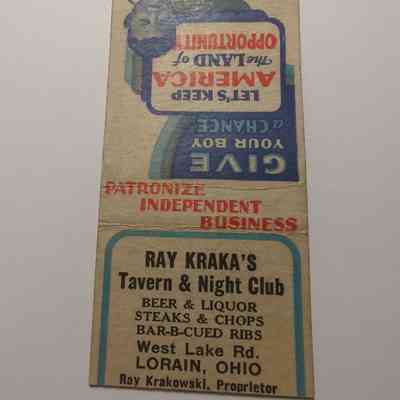 GIVE
YOUR BOY
a CHANCE
LET'S KEEP
AMERICA
The LAND of
OPPORTUNITY
PATRONIZE
INDEPENDENT
BUSINESS
RAY KRAKA'S
Tavern & Night Club
BEER & LIQUOR
STEAKS & CHOPS
BAR-B-CUED RIBS
West Lake Rd.
LORAIN, OHIO
Ray Krakowski, Proprietor